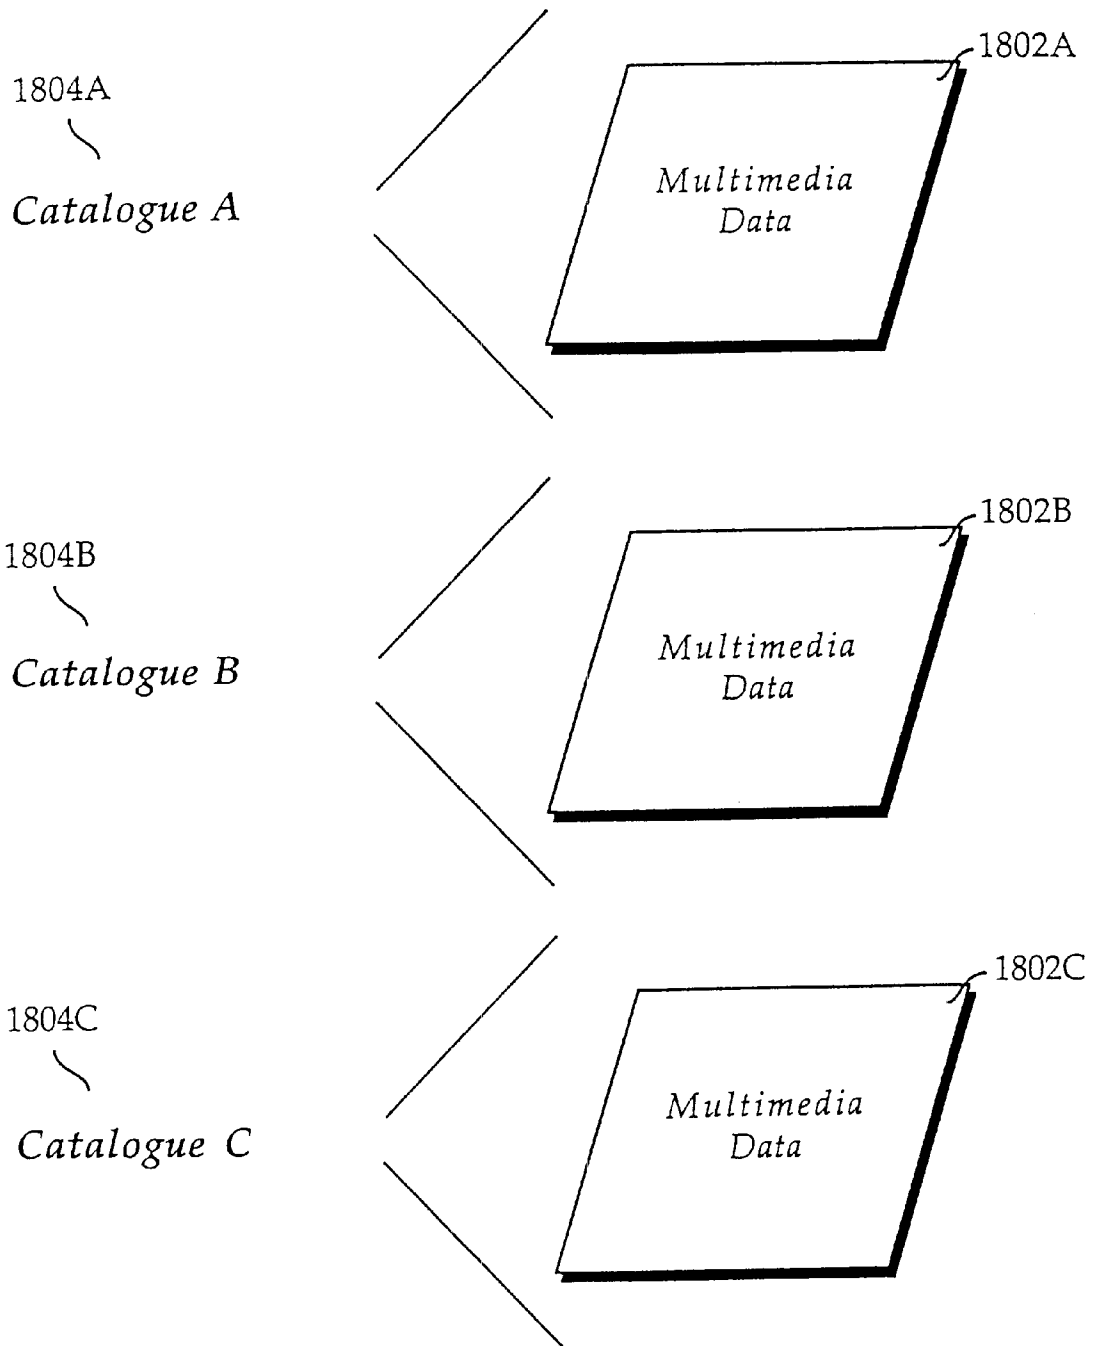 1802A
1804A
Catalogue A
Multimedia
Data
1802B
1804B
Catalogue B
Multimedia
Data
1802C
1804C
Catalogue C
Multimedia
Data